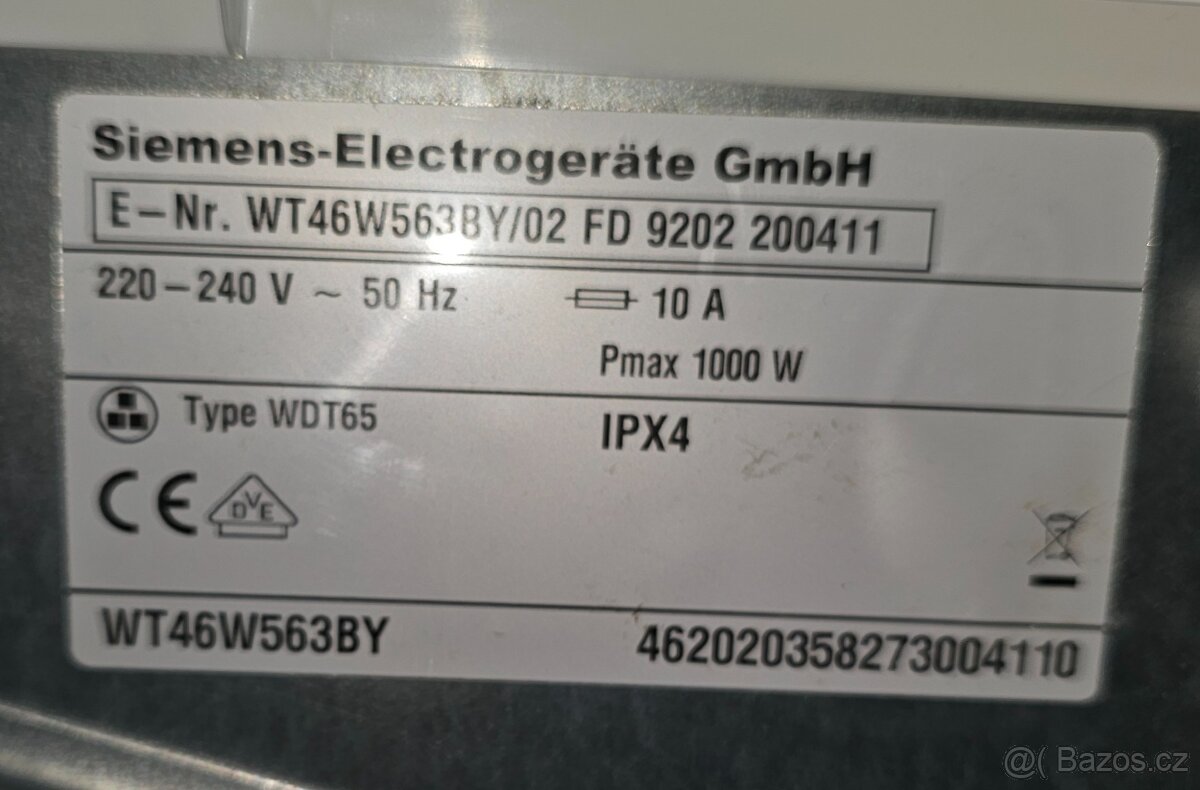 Siemens-Electrogeräte GmbH
E-Nr. WT46W563BY/02 FD 9202 200411
220-240 V ~ 50 Hz 10 A
Pmax 1000 W
Type WDT65 IPX4
CE DVE
WT46W563BY 462020358273004110
@( Bazos.cz